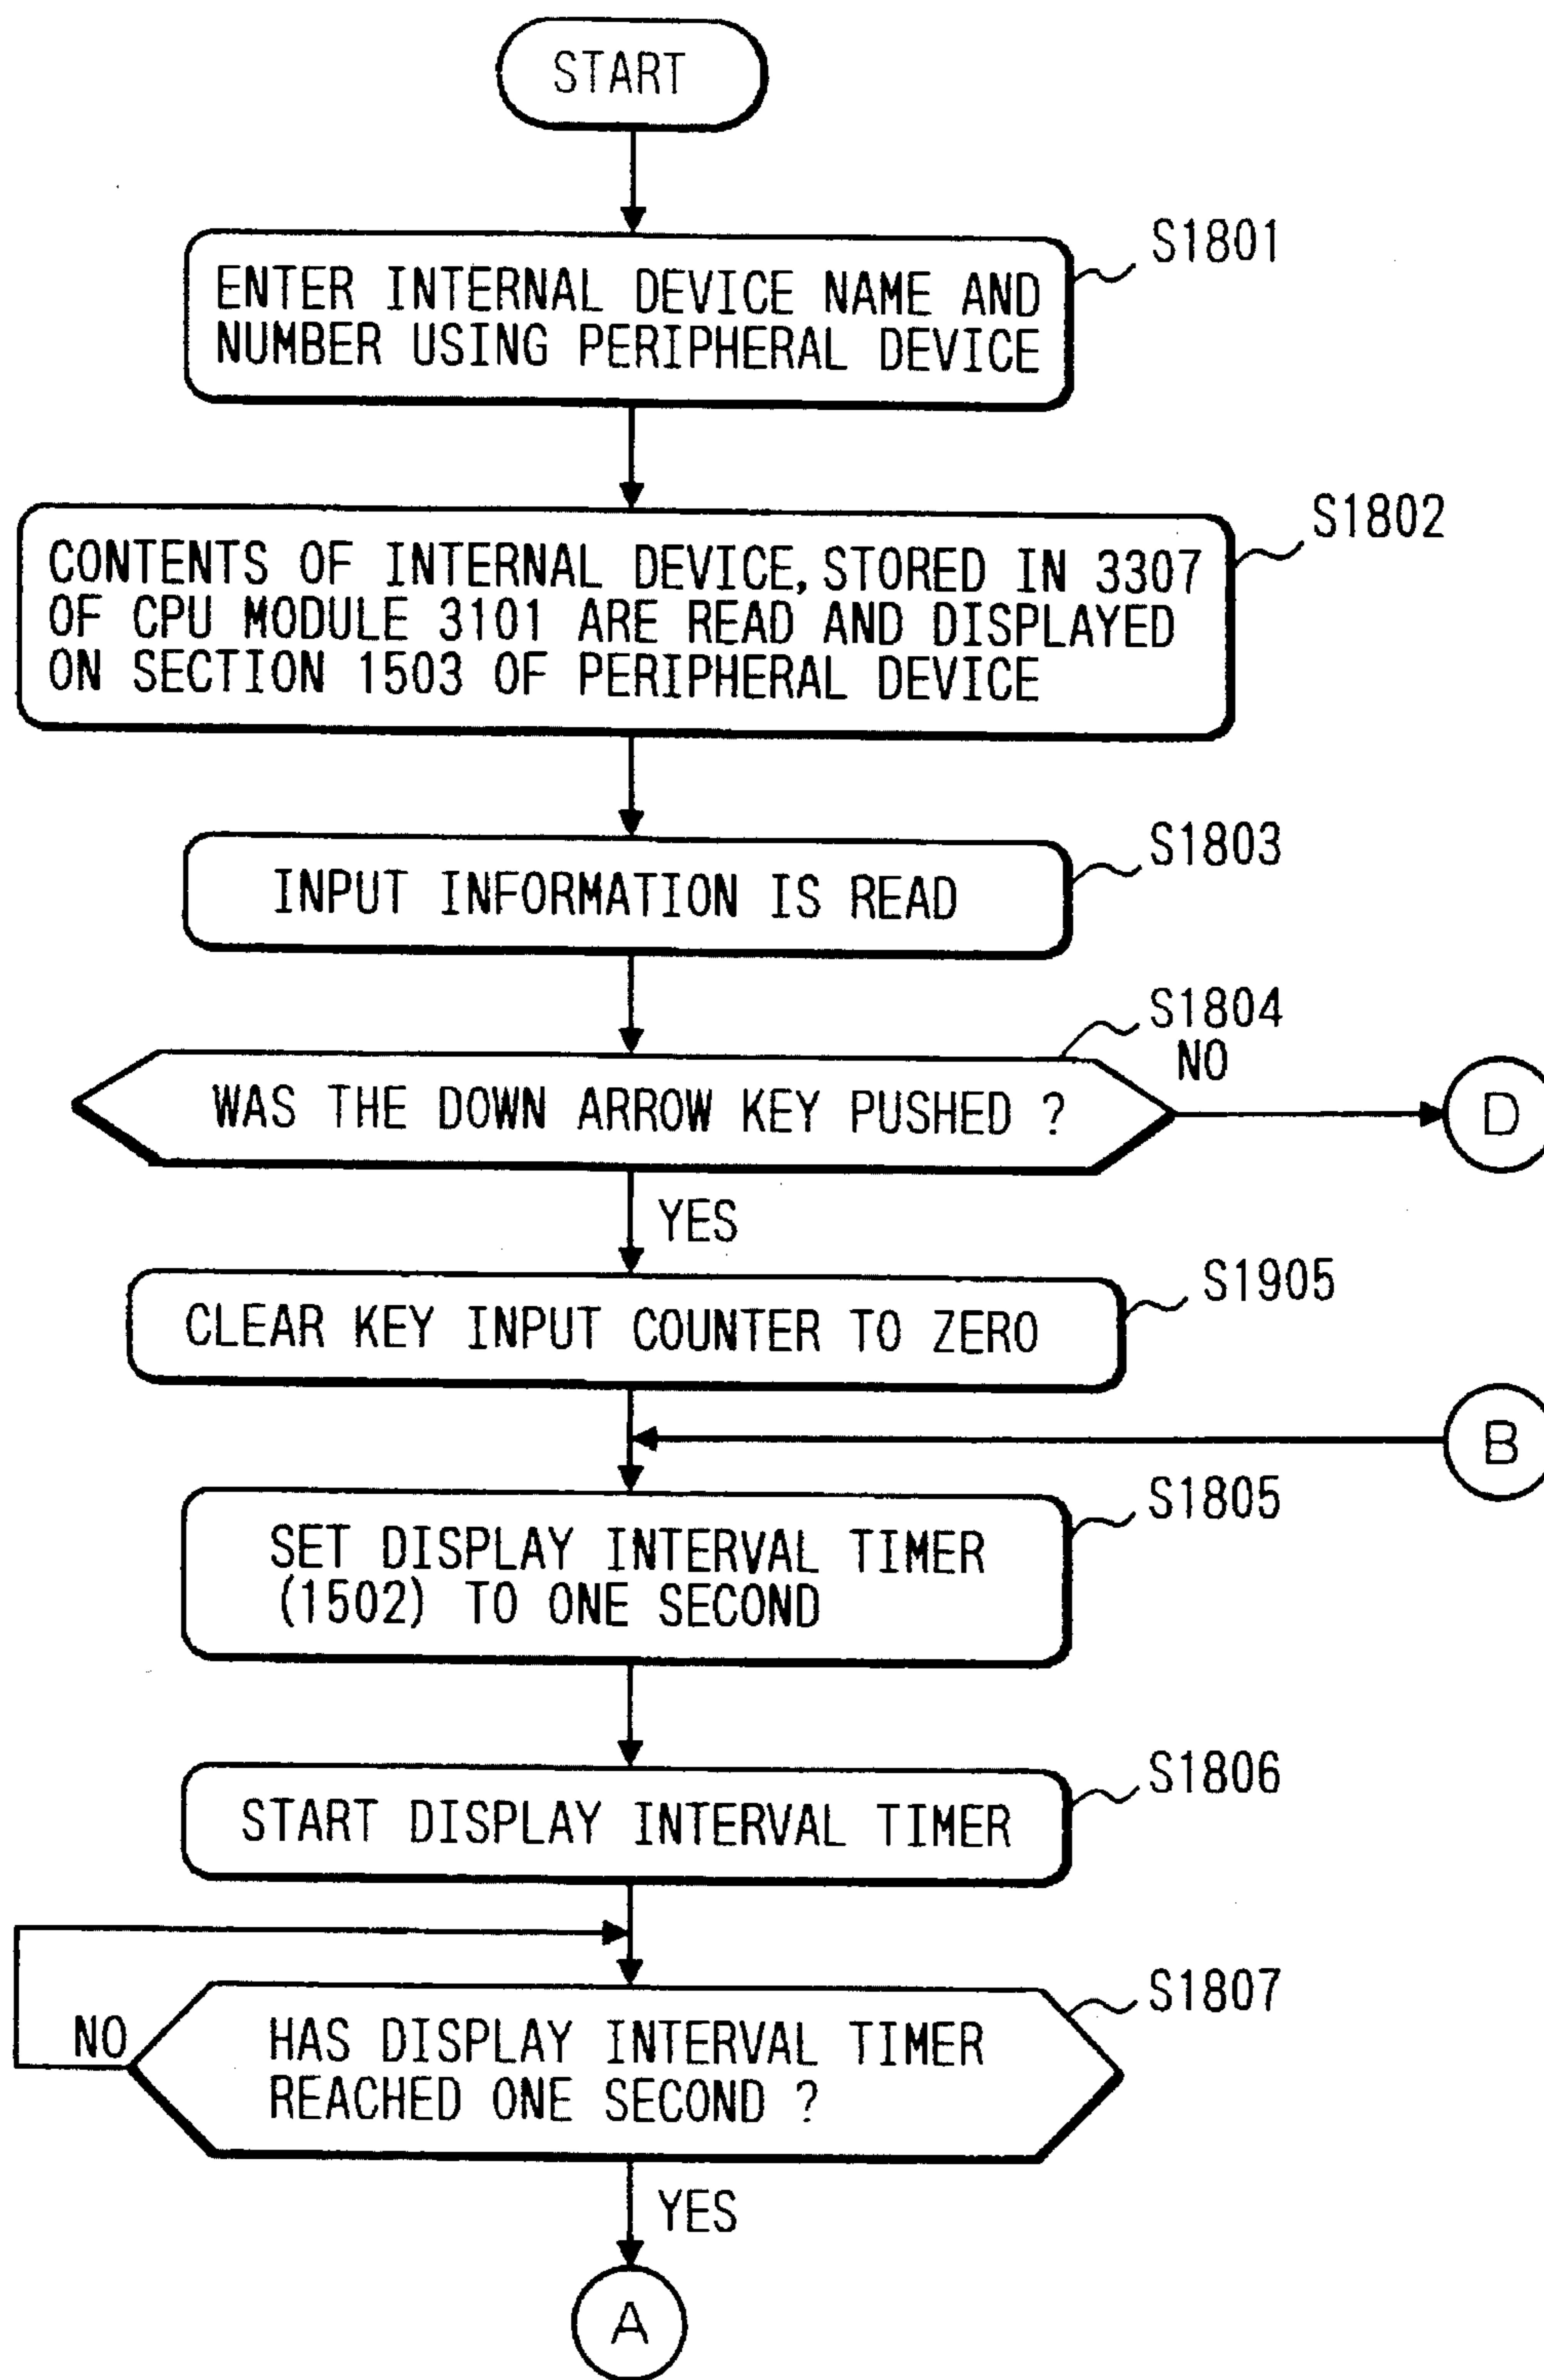 START
S1801
ENTER INTERNAL DEVICE NAME AND
NUMBER USING PERIPHERAL DEVICE
S1802
CONTENTS OF INTERNAL DEVICE, STORED IN 3307
OF CPU MODULE 3101 ARE READ AND DISPLAYED
ON SECTION 1503 OF PERIPHERAL DEVICE
S1803
INPUT INFORMATION IS READ
S1804
NO
WAS THE DOWN ARROW KEY PUSHED ?
D
YES
S1905
CLEAR KEY INPUT COUNTER TO ZERO
B
S1805
SET DISPLAY INTERVAL TIMER
(1502) TO ONE SECOND
S1806
START DISPLAY INTERVAL TIMER
S1807
NO
HAS DISPLAY INTERVAL TIMER
REACHED ONE SECOND ?
YES
A